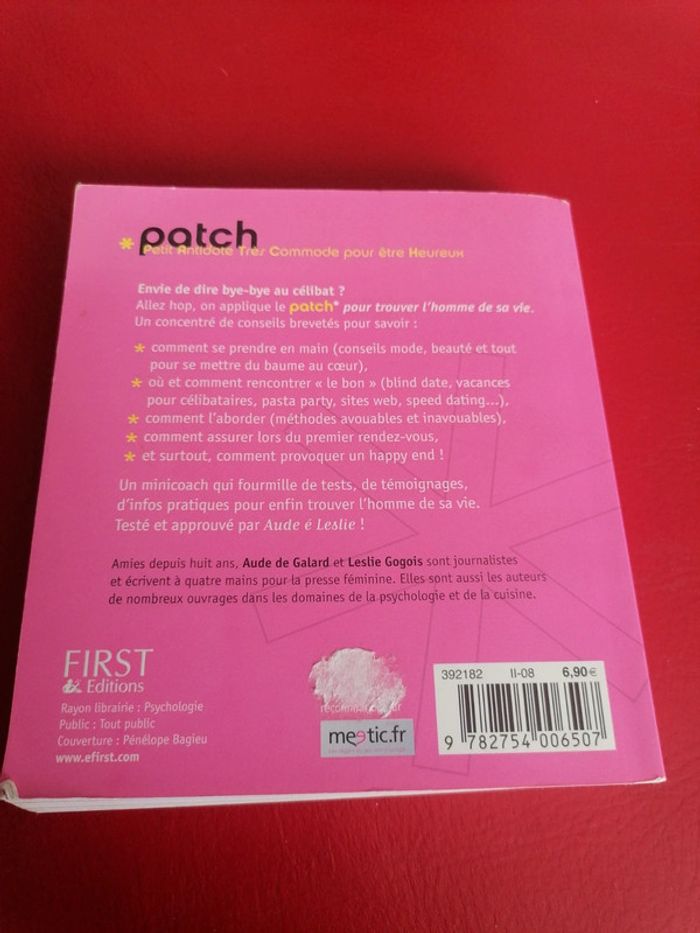 patch
* Petit Antidote Très Commode pour être Heureux
Envie de dire bye-bye au célibat ?
Allez hop, on applique le patch* pour trouver l'homme de sa vie.
Un concentré de conseils brevetés pour savoir :
* comment se prendre en main (conseils mode, beauté et tout
pour se mettre du baume au cœur),
* où et comment rencontrer « le bon » (blind date, vacances
pour célibataires, pasta party, sites web, speed dating...),
* comment l'aborder (méthodes avouables et inavouables),
* comment assurer lors du premier rendez-vous,
* et surtout, comment provoquer un happy end !
Un minicoach qui fourmille de tests, de témoignages,
d'infos pratiques pour enfin trouver l'homme de sa vie.
Testé et approuvé par Aude é Leslie !
Amies depuis huit ans, Aude de Galard et Leslie Gogois sont journalistes
et écrivent à quatre mains pour la presse féminine. Elles sont aussi les auteurs
de nombreux ouvrages dans les domaines de la psychologie et de la cuisine.
FIRST
Editions
Rayon librairie : Psychologie
Public : Tout public
Couverture : Pénélope Bagieu
www.efirst.com
meetic.fr
392182 II-08 6,90€
9 782754 006507